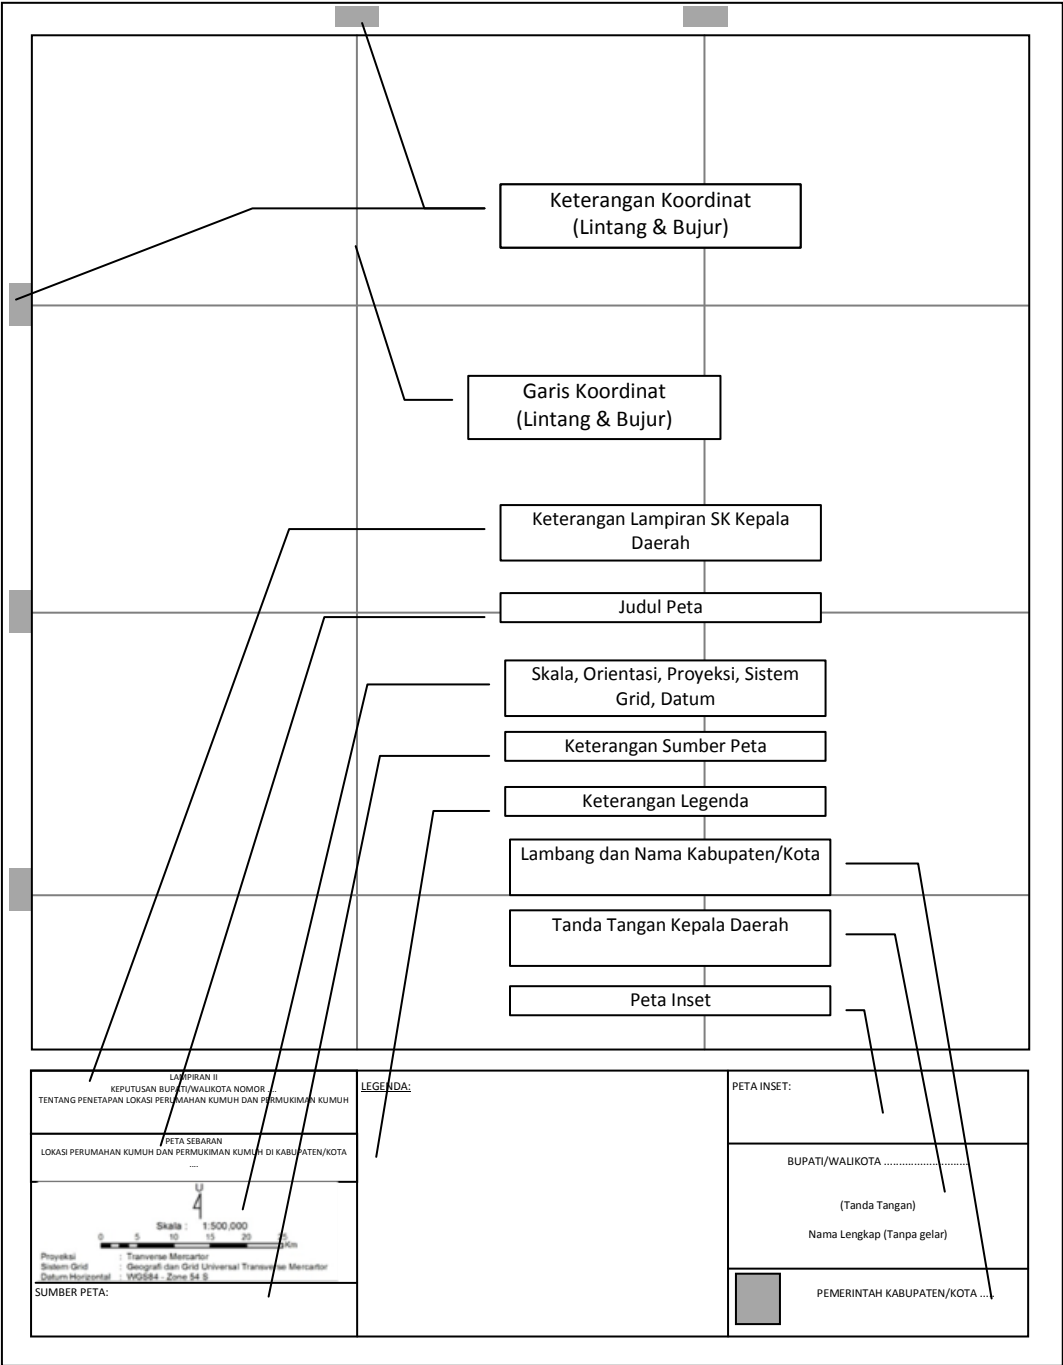 Keterangan Koordinat
(Lintang & Bujur)
Garis Koordinat
(Lintang & Bujur)
Keterangan Lampiran SK Kepala
Daerah
Judul Peta
Skala, Orientasi, Proyeksi, Sistem
Grid, Datum
Keterangan Sumber Peta
Keterangan Legenda
Lambang dan Nama Kabupaten/Kota
Tanda Tangan Kepala Daerah
Peta Inset
LAMPIRAN II
KEPUTUSAN BUPATI/WALIKOTA NOMOR ....
TENTANG PENETAPAN LOKASI PERUMAHAN KUMUH DAN PERMUKIMAN KUMUH
PETA SEBARAN
LOKASI PERUMAHAN KUMUH DAN PERMUKIMAN KUMUH DI KABUPATEN/KOTA
....
U
Skala : 1:500,000
0 5 10 15 20 25
Km
Proyeksi : Tranverse Mercartor
Sistem Grid : Geografi dan Grid Universal Transverse Mercartor
Datum Horizontal : WGS84 - Zone 54 S
SUMBER PETA:
LEGENDA:
PETA INSET:
BUPATI/WALIKOTA ............................
(Tanda Tangan)
Nama Lengkap (Tanpa gelar)
PEMERINTAH KABUPATEN/KOTA ....